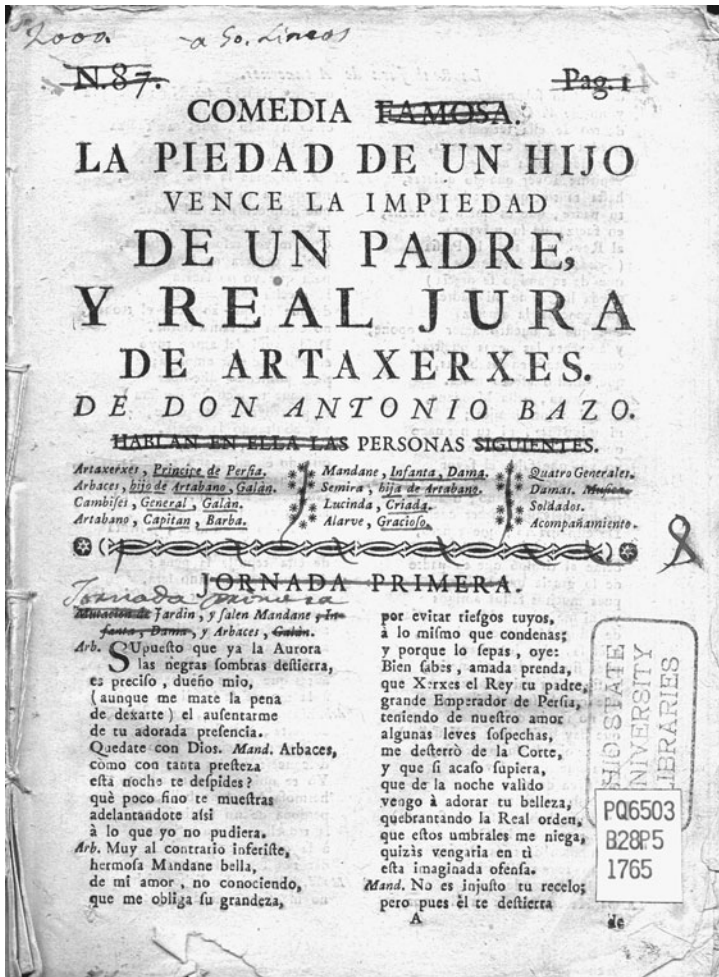 2000. a So. Lineas
N. 87. Pag. 1
COMEDIA FAMOSA.
LA PIEDAD DE UN HIJO
VENCE LA IMPIEDAD
DE UN PADRE,
Y REAL JURA
DE ARTAXERXES.
DE DON ANTONIO BAZO.
HABLAN EN ELLA LAS PERSONAS SIGUIENTES.
Artaxerxes, Principe de Persia.
Arbaces, hijo de Artabano, Galàn.
Cambises, General, Galàn.
Artabano, Capitan, Barba.
Mandane, Infanta, Dama.
Semira, hija de Artabano.
Lucinda, Criada.
Alarve, Gracioso.
Quatro Generales.
Damas. Musica.
Soldados.
Acompañamiento.
8
JORNADA PRIMERA.
Jornada primera
Mutacion de Jardin, y salen Mandane, In-
fanta, Dama, y Arbaces, Galàn.
Arb. SUpuesto que ya la Aurora
las negras sombras destierra,
es preciso, dueño mio,
(aunque me mate la pena
de dexarte) el ausentarme
de tu adorada presencia.
Quedate con Dios. Mand. Arbaces,
còmo con tanta presteza
esta noche te despides?
què poco fino te muestras
adelantandote assi
à lo que yo no pudiera.
Arb. Muy al contrario inferiste,
hermosa Mandane bella,
de mi amor, no conociendo,
que me obliga su grandeza,
por evitar riesgos tuyos,
à lo mismo que condenas;
y porque lo sepas, oye:
Bien sabes, amada prenda,
que Xerxes el Rey tu padre,
grande Emperador de Persia,
teniendo de nuestro amor
algunas leves sospechas,
me desterrò de la Corte,
y que si acaso supiera,
que de la noche valido
vengo à adorar tu belleza,
quebrantando la Real orden,
que estos umbrales me niega,
quizàs vengaria en tì
esta imaginada ofensa.
Mand. No es injusto tu recelo;
pero pues èl te destierra
A de
OHIO STATE
UNIVERSITY
LIBRARIES
PQ6503
B28P5
1765